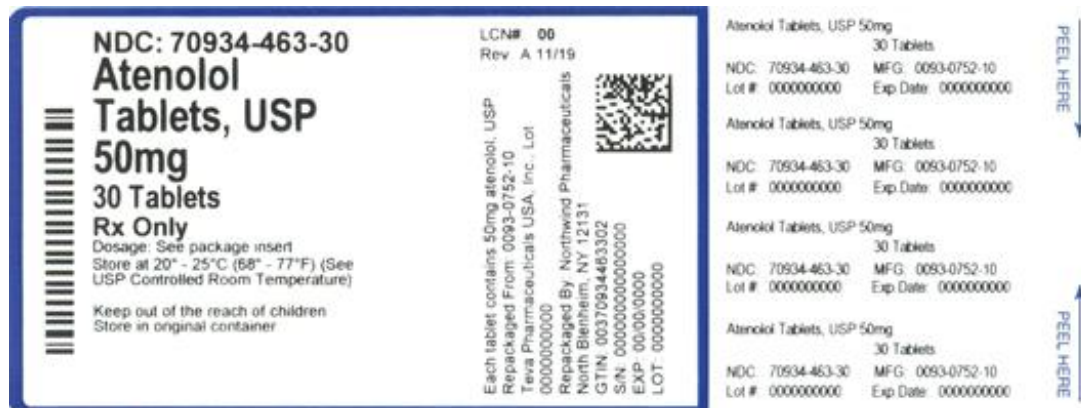 NDC: 70934-463-30
Atenolol
Tablets, USP
50mg
30 Tablets
Rx Only
Dosage: See package insert
Store at 20° - 25°C (68° - 77°F) (See
USP Controlled Room Temperature)
Keep out of the reach of children
Store in original container
LCN# 00
Rev A 11/19
Each tablet contains 50mg atenolol, USP
Repackaged From: 0093-0752-10
Teva Pharmaceuticals USA, Inc. Lot
0000000000
Repackaged By: Northwind Pharmaceuticals
North Blenheim, NY 12131
GTIN: 00370934463302
S/N: 00000000000000
EXP: 00/00/0000
LOT: 0000000000
Atenolol Tablets, USP 50mg
30 Tablets
NDC: 70934-463-30 MFG: 0093-0752-10
Lot #: 0000000000 Exp.Date: 0000000000
Atenolol Tablets, USP 50mg
30 Tablets
NDC: 70934-463-30 MFG: 0093-0752-10
Lot #: 0000000000 Exp.Date: 0000000000
Atenolol Tablets, USP 50mg
30 Tablets
NDC: 70934-463-30 MFG: 0093-0752-10
Lot #: 0000000000 Exp.Date: 0000000000
Atenolol Tablets, USP 50mg
30 Tablets
NDC: 70934-463-30 MFG: 0093-0752-10
Lot #: 0000000000 Exp.Date: 0000000000
PEEL HERE
PEEL HERE